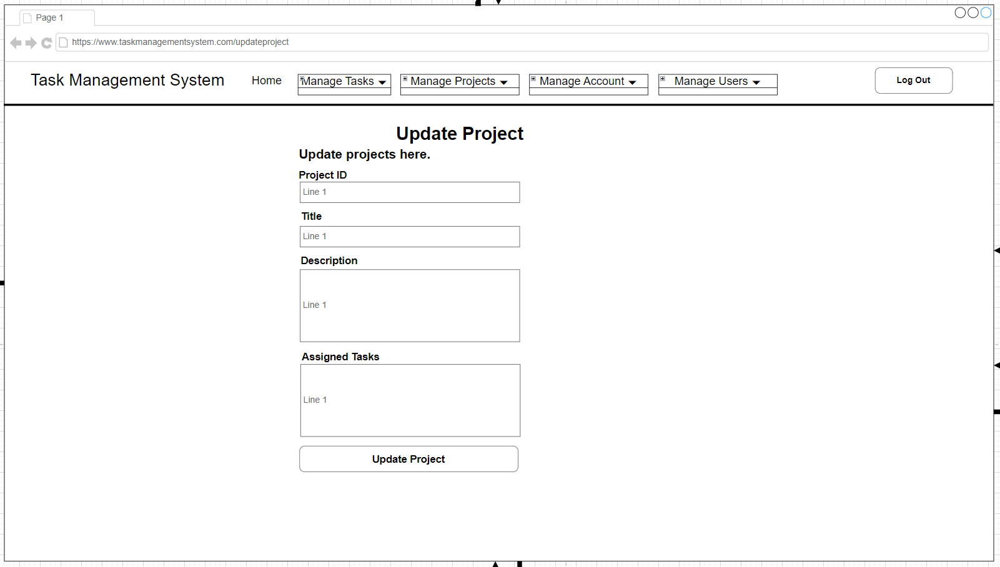 Page 1
https://www.taskmanagementsystem.com/updateproject
Task Management System
Home
Manage Tasks
Manage Projects
Manage Account
Manage Users
Log Out
Update Project
Update projects here.
Project ID
Line 1
Title
Line 1
Description
Line 1
Assigned Tasks
Line 1
Update Project